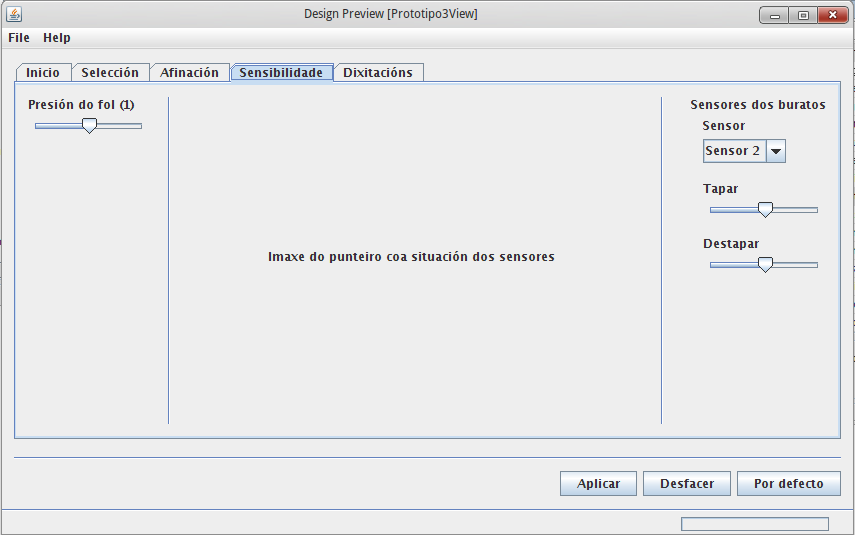 Design Preview [Prototipo3View]
File Help
Inicio Selección Afinación Sensibilidade Dixitacións
Presión do fol (1)
Imaxe do punteiro coa situación dos sensores
Sensores dos buratos
Sensor
Sensor 2
Tapar
Destapar
Aplicar Desfacer Por defecto